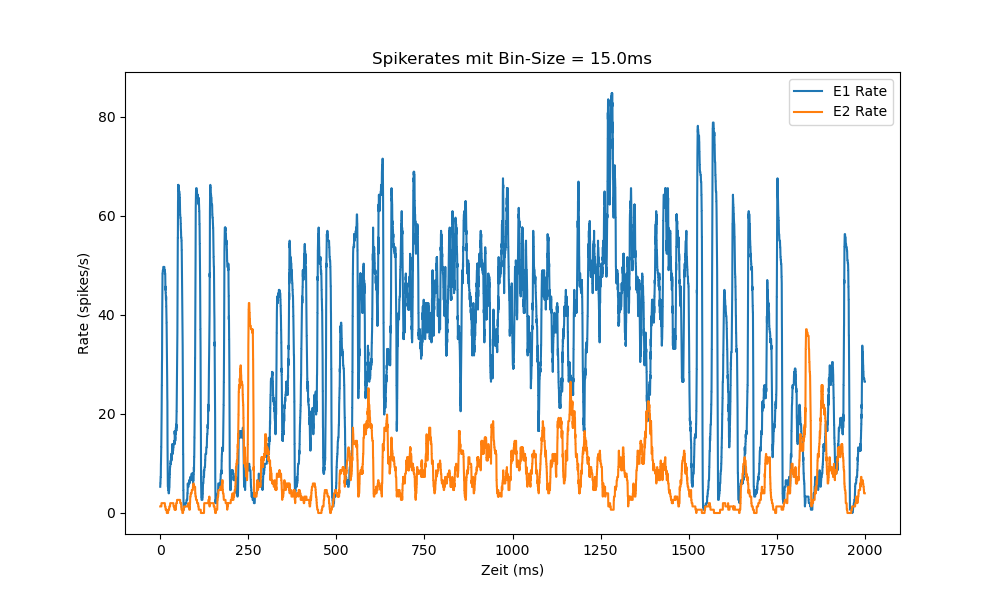 Spikerates mit Bin-Size = 15.0ms
E1 Rate
E2 Rate
Rate (spikes/s)
80
60
40
20
0
0 250 500 750 1000 1250 1500 1750 2000
Zeit (ms)